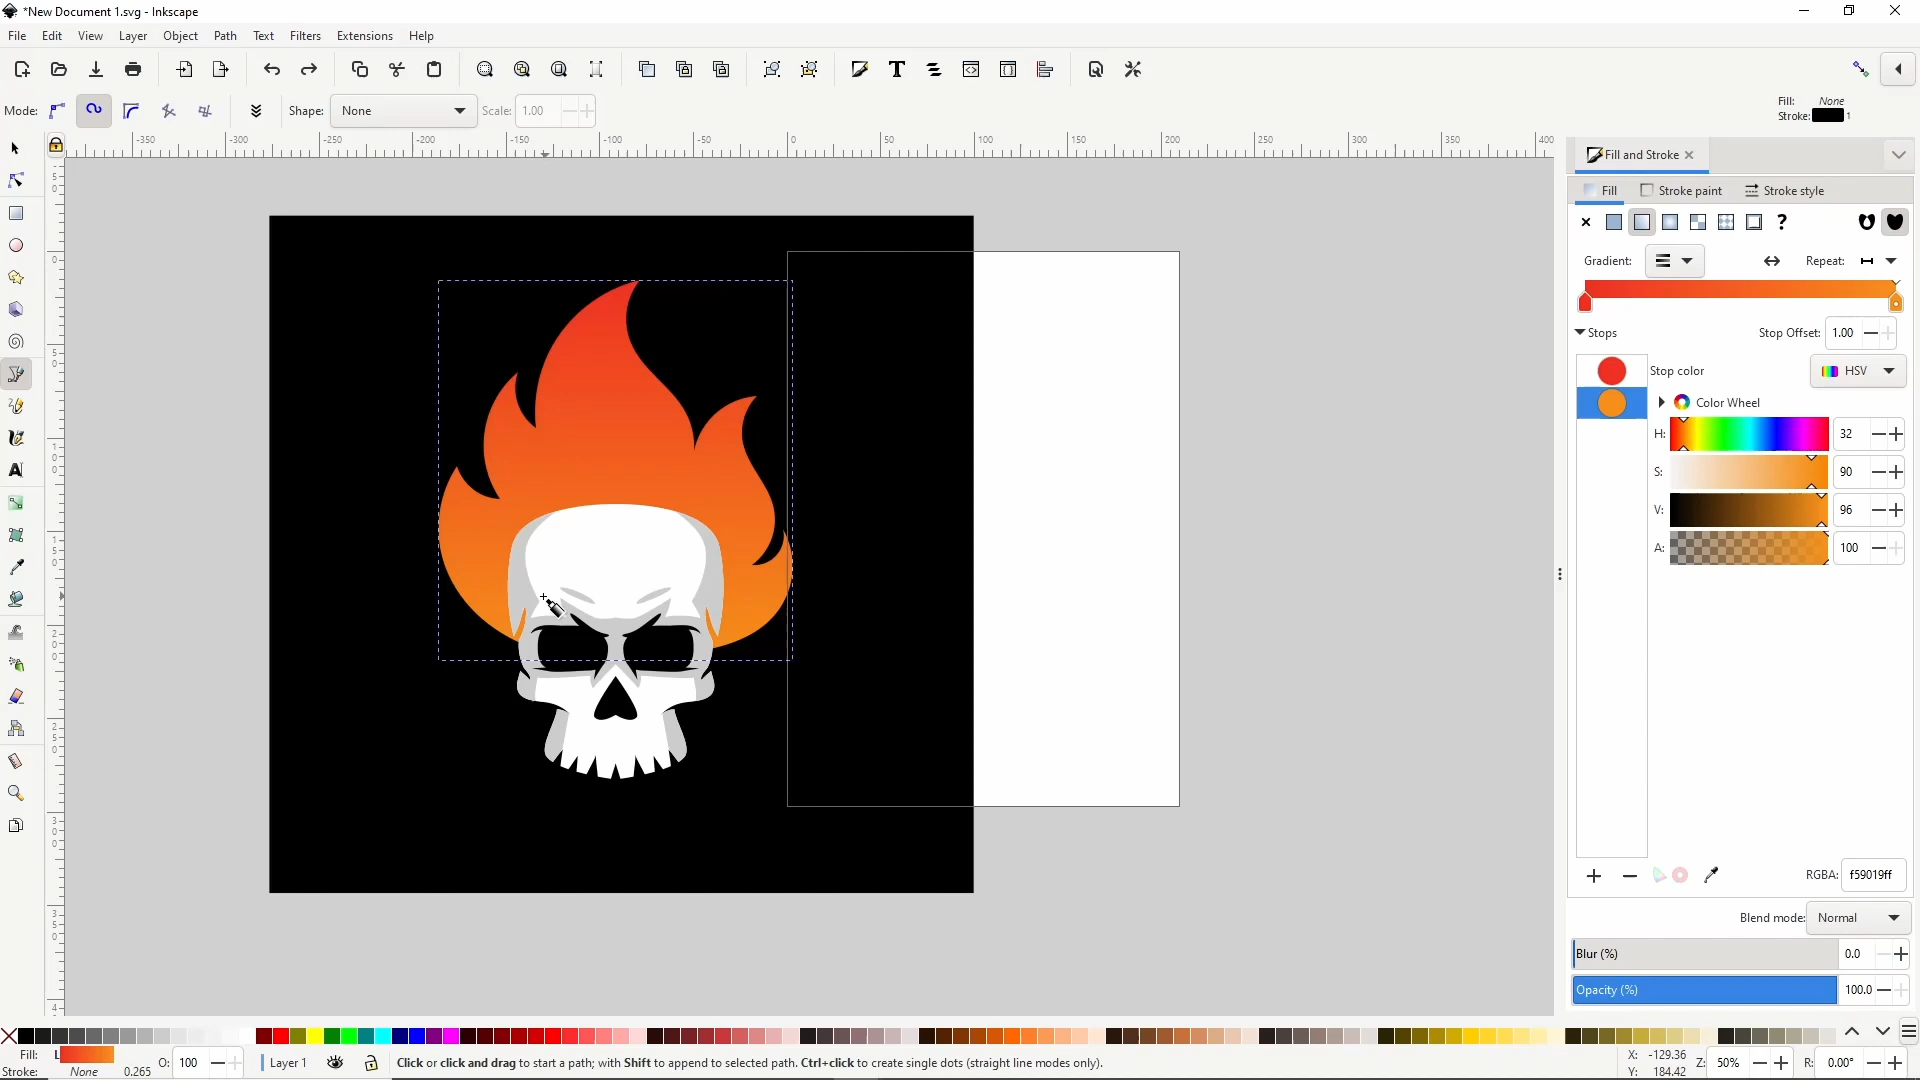 *New Document 1.svg - Inkscape
File Edit View Layer Object Path Text Filters Extensions Help
Mode: Shape: None Scale: 1.00
Fill: None
Stroke: 1
-350 -300 -250 -200 -150 -100 -50 0 50 100 150 200 250 300 350 400
Fill and Stroke
Fill Stroke paint Stroke style
?
Gradient: Repeat:
Stops Stop Offset: 1.00
Stop color HSV
Color Wheel
H: 32
S: 90
V: 96
A: 100
RGBA: f59019ff
Blend mode: Normal
Blur (%) 0.0
Opacity (%) 100.0
Fill: L O: 100 Layer 1 Click or click and drag to start a path; with Shift to append to selected path. Ctrl+click to create single dots (straight line modes only). X: -129.36 Z: 50% R: 0.00°
Stroke: None 0.265 Y: 184.42